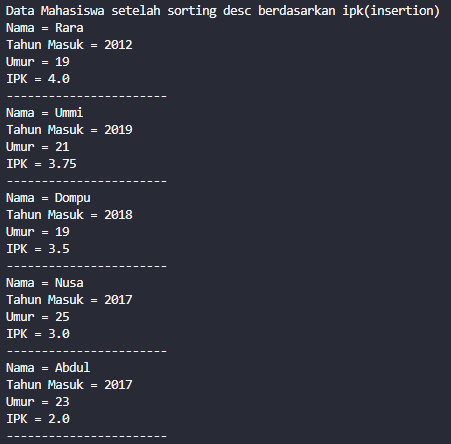 Data Mahasiswa setelah sorting desc berdasarkan ipk(insertion)
Nama = Rara
Tahun Masuk = 2012
Umur = 19
IPK = 4.0
-----------------------
Nama = Ummi
Tahun Masuk = 2019
Umur = 21
IPK = 3.75
-----------------------
Nama = Dompu
Tahun Masuk = 2018
Umur = 19
IPK = 3.5
-----------------------
Nama = Nusa
Tahun Masuk = 2017
Umur = 25
IPK = 3.0
-----------------------
Nama = Abdul
Tahun Masuk = 2017
Umur = 23
IPK = 2.0
-----------------------